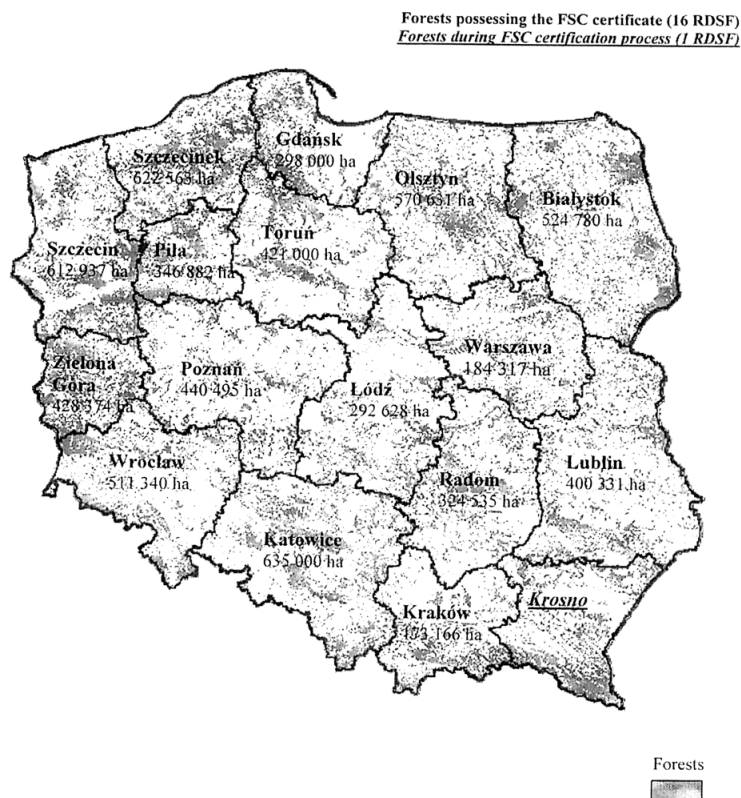 Forests possessing the FSC certificate (16 RDSF)
Forests during FSC certification process (1 RDSF)
Gdańsk
298 000 ha
Szczecinek
622 563 ha
Olsztyn
570 631 ha
Białystok
524 780 ha
Toruń
421 000 ha
Szczecin
612 937 ha
Piła
346 882 ha
Warszawa
184 317 ha
Zielona
Góra
428 374 ha
Poznań
440 495 ha
Łódź
292 628 ha
Wrocław
511 340 ha
Radom
324 535 ha
Lublin
400 331 ha
Katowice
635 000 ha
Krosno
Kraków
173 166 ha
Forests